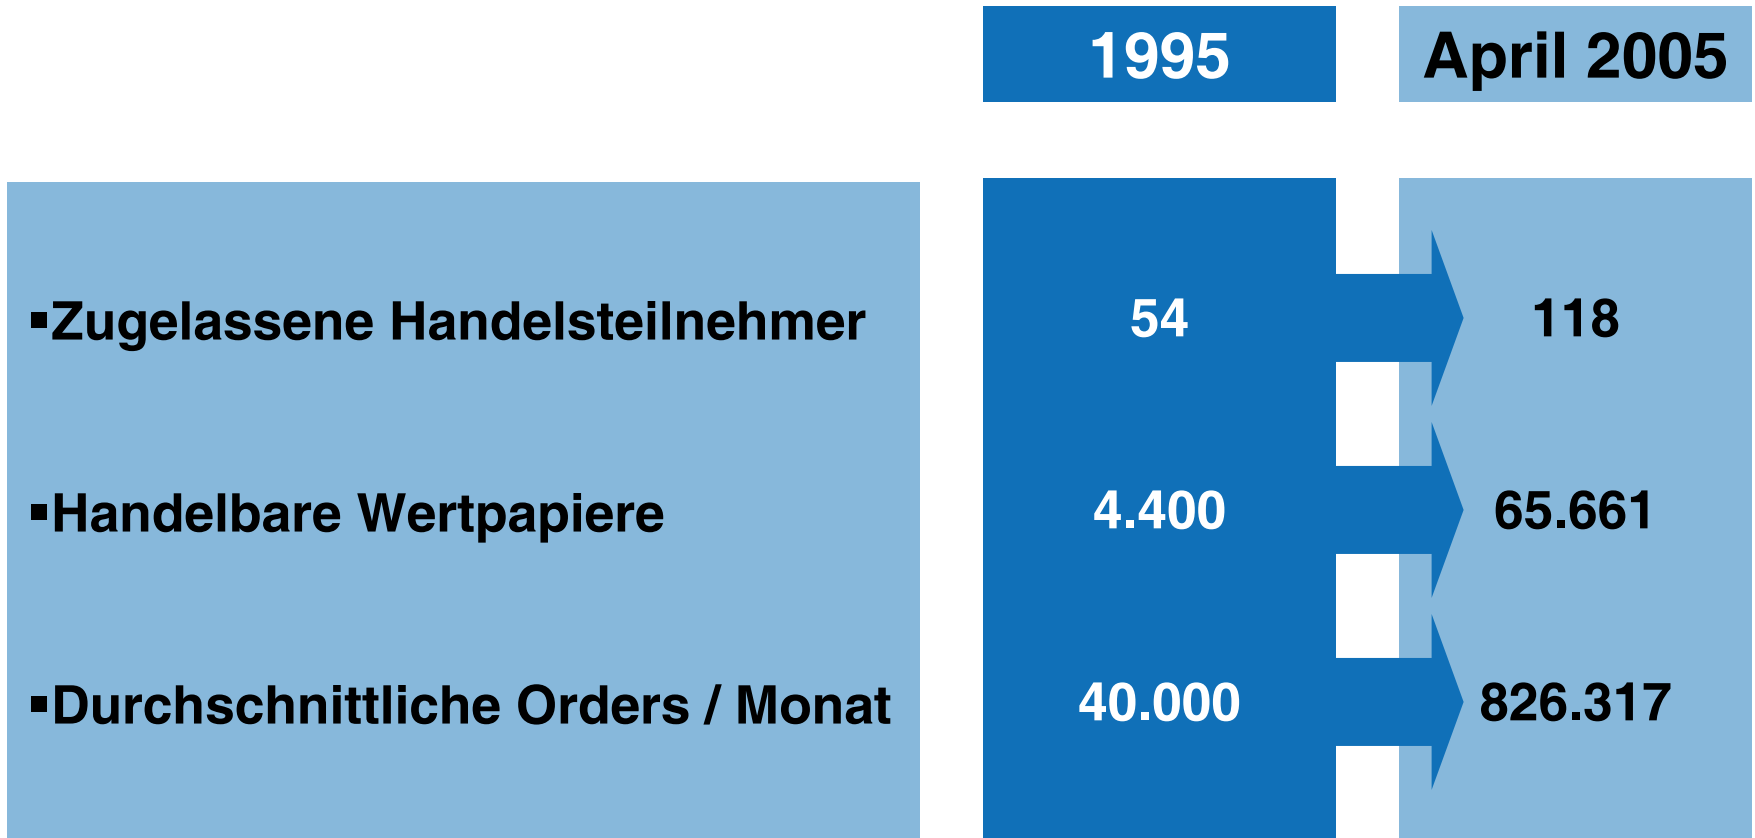 1995 April 2005
▪Zugelassene Handelsteilnehmer 54 118
▪Handelbare Wertpapiere 4.400 65.661
▪Durchschnittliche Orders / Monat 40.000 826.317